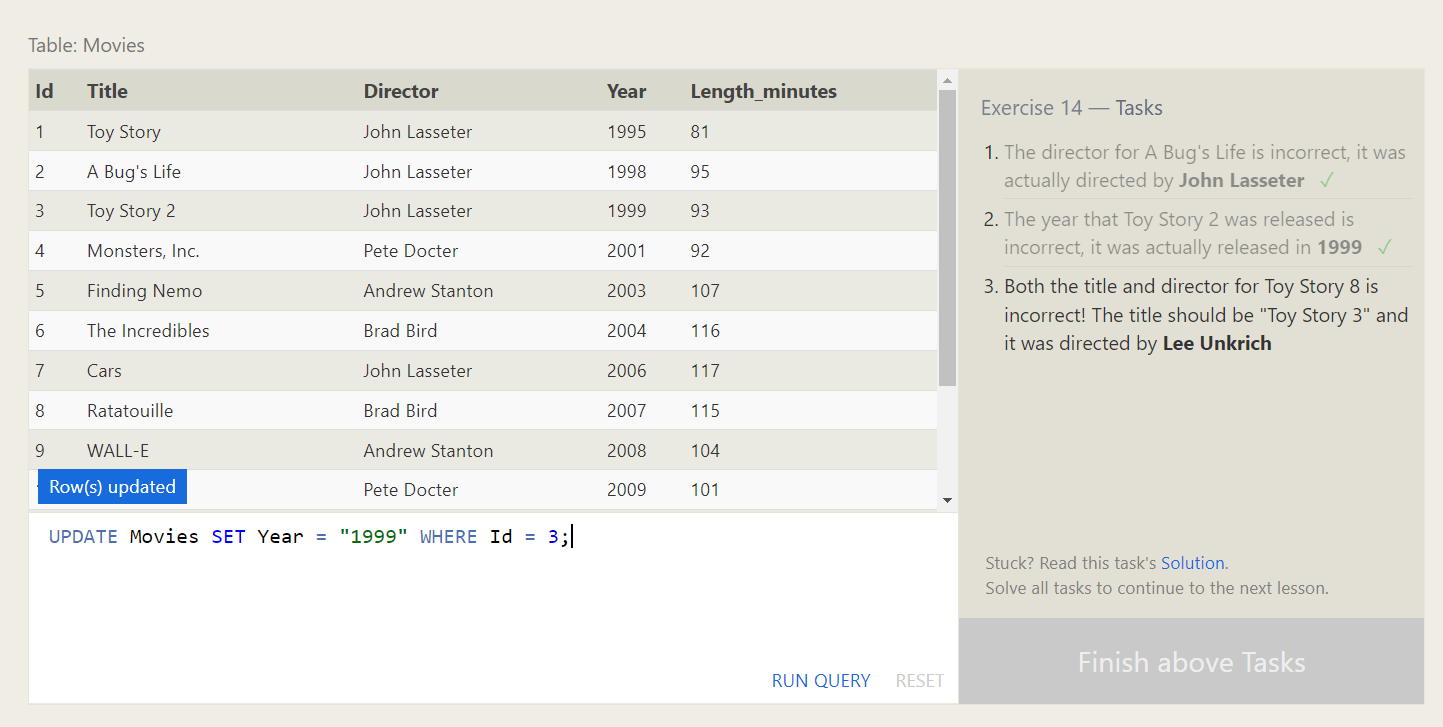 Table: Movies
Id Title Director Year Length_minutes
1 Toy Story John Lasseter 1995 81
2 A Bug's Life John Lasseter 1998 95
3 Toy Story 2 John Lasseter 1999 93
4 Monsters, Inc. Pete Docter 2001 92
5 Finding Nemo Andrew Stanton 2003 107
6 The Incredibles Brad Bird 2004 116
7 Cars John Lasseter 2006 117
8 Ratatouille Brad Bird 2007 115
9 WALL-E Andrew Stanton 2008 104
Pete Docter 2009 101
Row(s) updated
UPDATE Movies SET Year = "1999" WHERE Id = 3;
RUN QUERY RESET
Exercise 14 — Tasks
1. The director for A Bug's Life is incorrect, it was
actually directed by John Lasseter ✓
2. The year that Toy Story 2 was released is
incorrect, it was actually released in 1999 ✓
3. Both the title and director for Toy Story 8 is
incorrect! The title should be "Toy Story 3" and
it was directed by Lee Unkrich
Stuck? Read this task's Solution.
Solve all tasks to continue to the next lesson.
Finish above Tasks